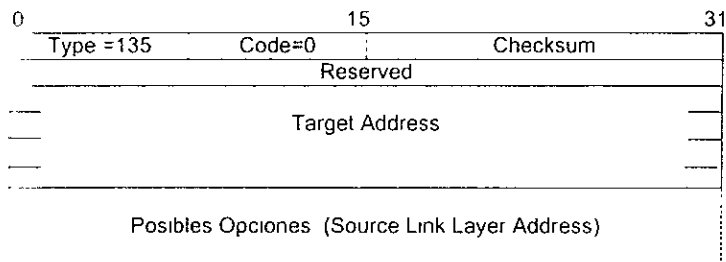 0 15 31
Type =135 Code=0 Checksum
Reserved
Target Address
Posibles Opciones (Source Link Layer Address)